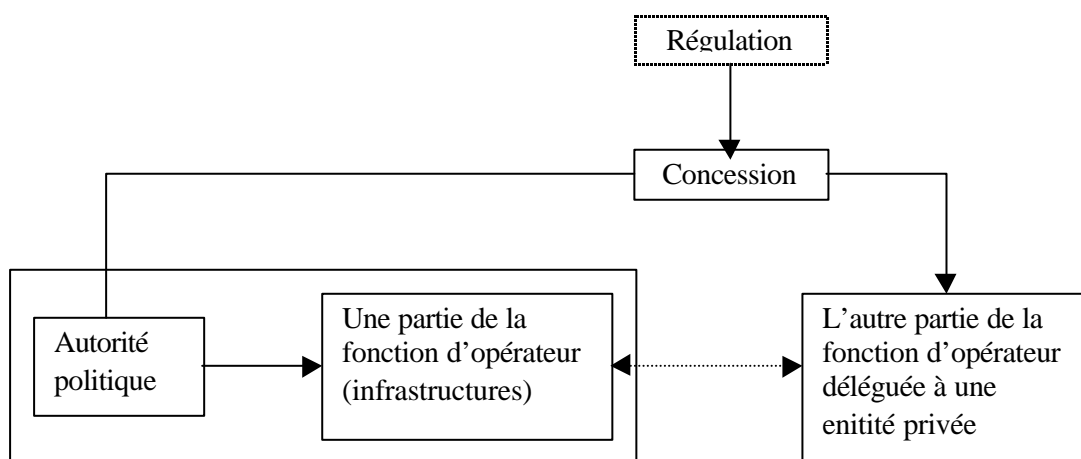 Régulation
Concession
Autorité
politique
Une partie de la
fonction d'opérateur
(infrastructures)
L'autre partie de la
fonction d'opérateur
déléguée à une
enitité privée